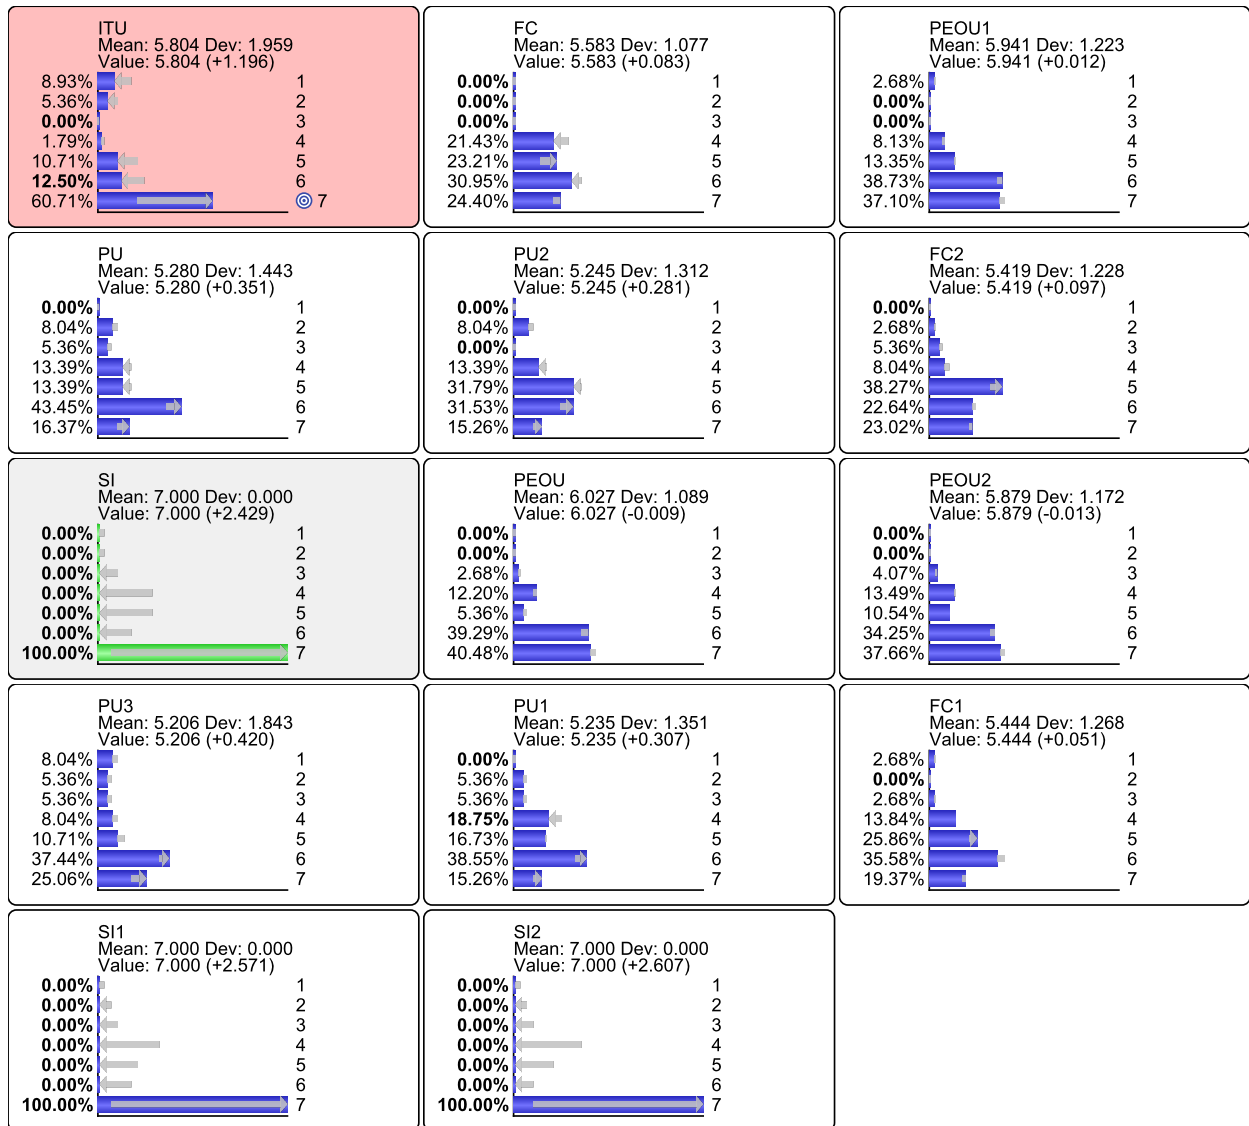 ITU
Mean: 5.804 Dev: 1.959
Value: 5.804 (+1.196)
8.93% 1
5.36% 2
0.00% 3
1.79% 4
10.71% 5
12.50% 6
60.71% 7
FC
Mean: 5.583 Dev: 1.077
Value: 5.583 (+0.083)
0.00% 1
0.00% 2
0.00% 3
21.43% 4
23.21% 5
30.95% 6
24.40% 7
PEOU1
Mean: 5.941 Dev: 1.223
Value: 5.941 (+0.012)
2.68% 1
0.00% 2
0.00% 3
8.13% 4
13.35% 5
38.73% 6
37.10% 7
PU
Mean: 5.280 Dev: 1.443
Value: 5.280 (+0.351)
0.00% 1
8.04% 2
5.36% 3
13.39% 4
13.39% 5
43.45% 6
16.37% 7
PU2
Mean: 5.245 Dev: 1.312
Value: 5.245 (+0.281)
0.00% 1
8.04% 2
0.00% 3
13.39% 4
31.79% 5
31.53% 6
15.26% 7
FC2
Mean: 5.419 Dev: 1.228
Value: 5.419 (+0.097)
0.00% 1
2.68% 2
5.36% 3
8.04% 4
38.27% 5
22.64% 6
23.02% 7
SI
Mean: 7.000 Dev: 0.000
Value: 7.000 (+2.429)
0.00% 1
0.00% 2
0.00% 3
0.00% 4
0.00% 5
0.00% 6
100.00% 7
PEOU
Mean: 6.027 Dev: 1.089
Value: 6.027 (-0.009)
0.00% 1
0.00% 2
2.68% 3
12.20% 4
5.36% 5
39.29% 6
40.48% 7
PEOU2
Mean: 5.879 Dev: 1.172
Value: 5.879 (-0.013)
0.00% 1
0.00% 2
4.07% 3
13.49% 4
10.54% 5
34.25% 6
37.66% 7
PU3
Mean: 5.206 Dev: 1.843
Value: 5.206 (+0.420)
8.04% 1
5.36% 2
5.36% 3
8.04% 4
10.71% 5
37.44% 6
25.06% 7
PU1
Mean: 5.235 Dev: 1.351
Value: 5.235 (+0.307)
0.00% 1
5.36% 2
5.36% 3
18.75% 4
16.73% 5
38.55% 6
15.26% 7
FC1
Mean: 5.444 Dev: 1.268
Value: 5.444 (+0.051)
2.68% 1
0.00% 2
2.68% 3
13.84% 4
25.86% 5
35.58% 6
19.37% 7
SI1
Mean: 7.000 Dev: 0.000
Value: 7.000 (+2.571)
0.00% 1
0.00% 2
0.00% 3
0.00% 4
0.00% 5
0.00% 6
100.00% 7
SI2
Mean: 7.000 Dev: 0.000
Value: 7.000 (+2.607)
0.00% 1
0.00% 2
0.00% 3
0.00% 4
0.00% 5
0.00% 6
100.00% 7